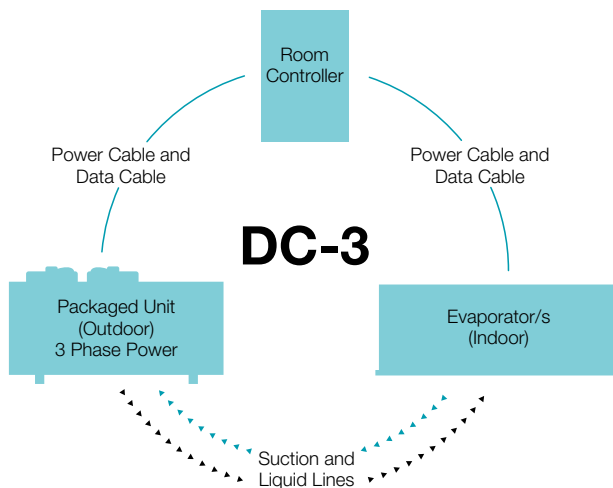 Room
Controller
Power Cable and
Data Cable
Power Cable and
Data Cable
DC-3
Packaged Unit
(Outdoor)
3 Phase Power
Evaporator/s
(Indoor)
Suction and
Liquid Lines